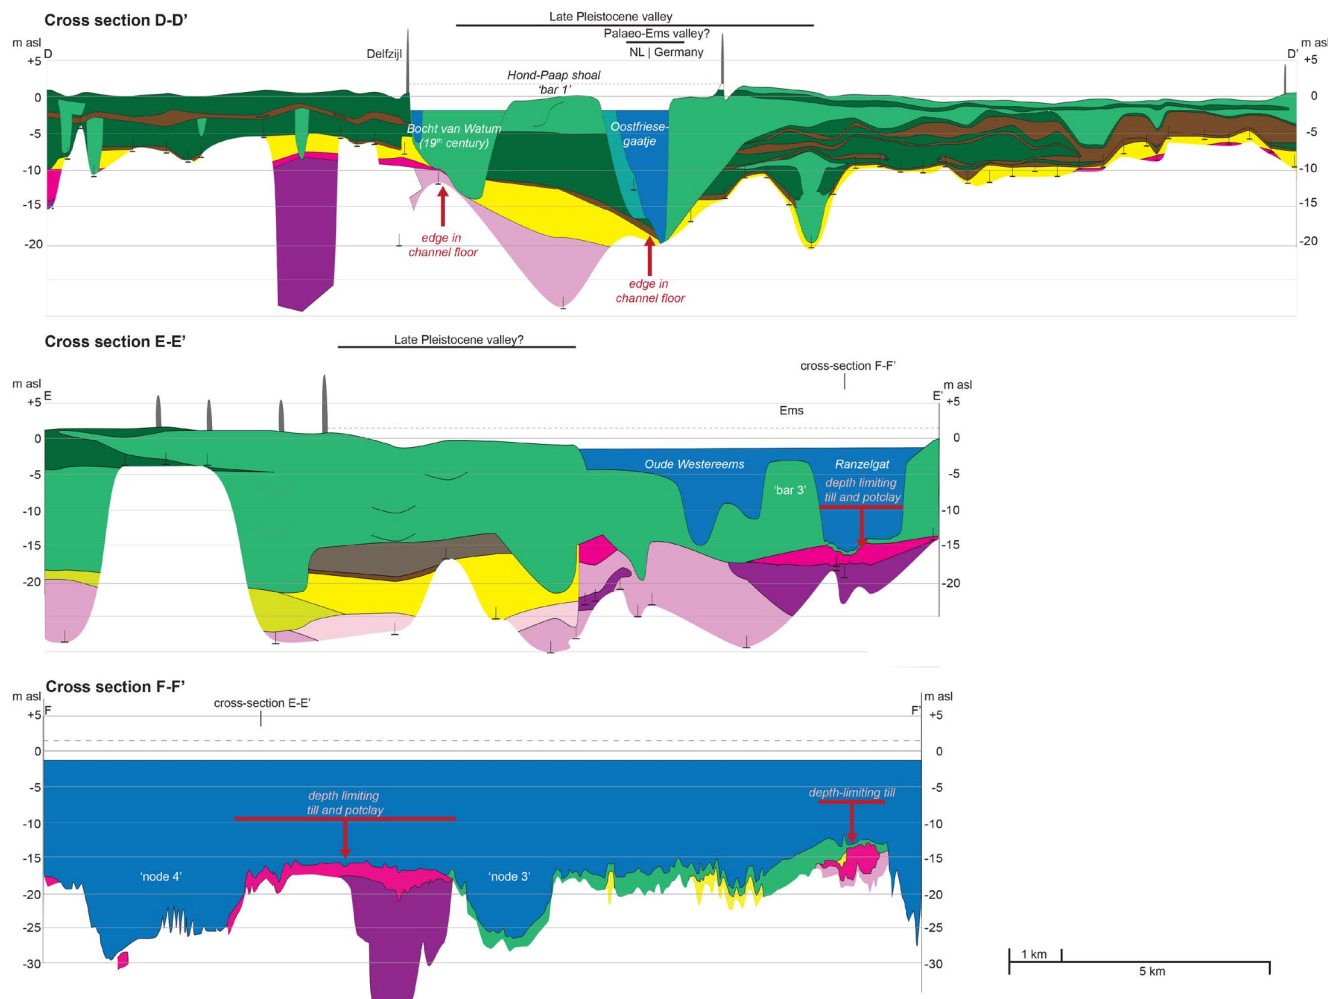 Cross section D-D’
Late Pleistocene valley
Palaeo-Ems valley?
NL | Germany
m asl
D
Delfzijl
m asl
D’
+5
0
-5
-10
-15
-20
+5
0
-5
-10
-15
-20
Hond-Paap shoal
‘bar 1’
Bocht van Watum
(19th century)
Oostfriese-
gaatje
edge in
channel floor
edge in
channel floor
Cross section E-E’
Late Pleistocene valley?
cross-section F-F’
m asl
E
E’
m asl
+5
0
-5
-10
-15
-20
+5
0
-5
-10
-15
-20
Ems
Oude Westereems
‘bar 3’
Ranzelgat
depth limiting
till and potclay
Cross section F-F’
cross-section E-E’
m asl
F
F’
m asl
+5
0
-5
-10
-15
-20
-25
-30
+5
0
-5
-10
-15
-20
-25
-30
depth limiting
till and potclay
depth-limiting till
‘node 4’
‘node 3’
1 km
5 km